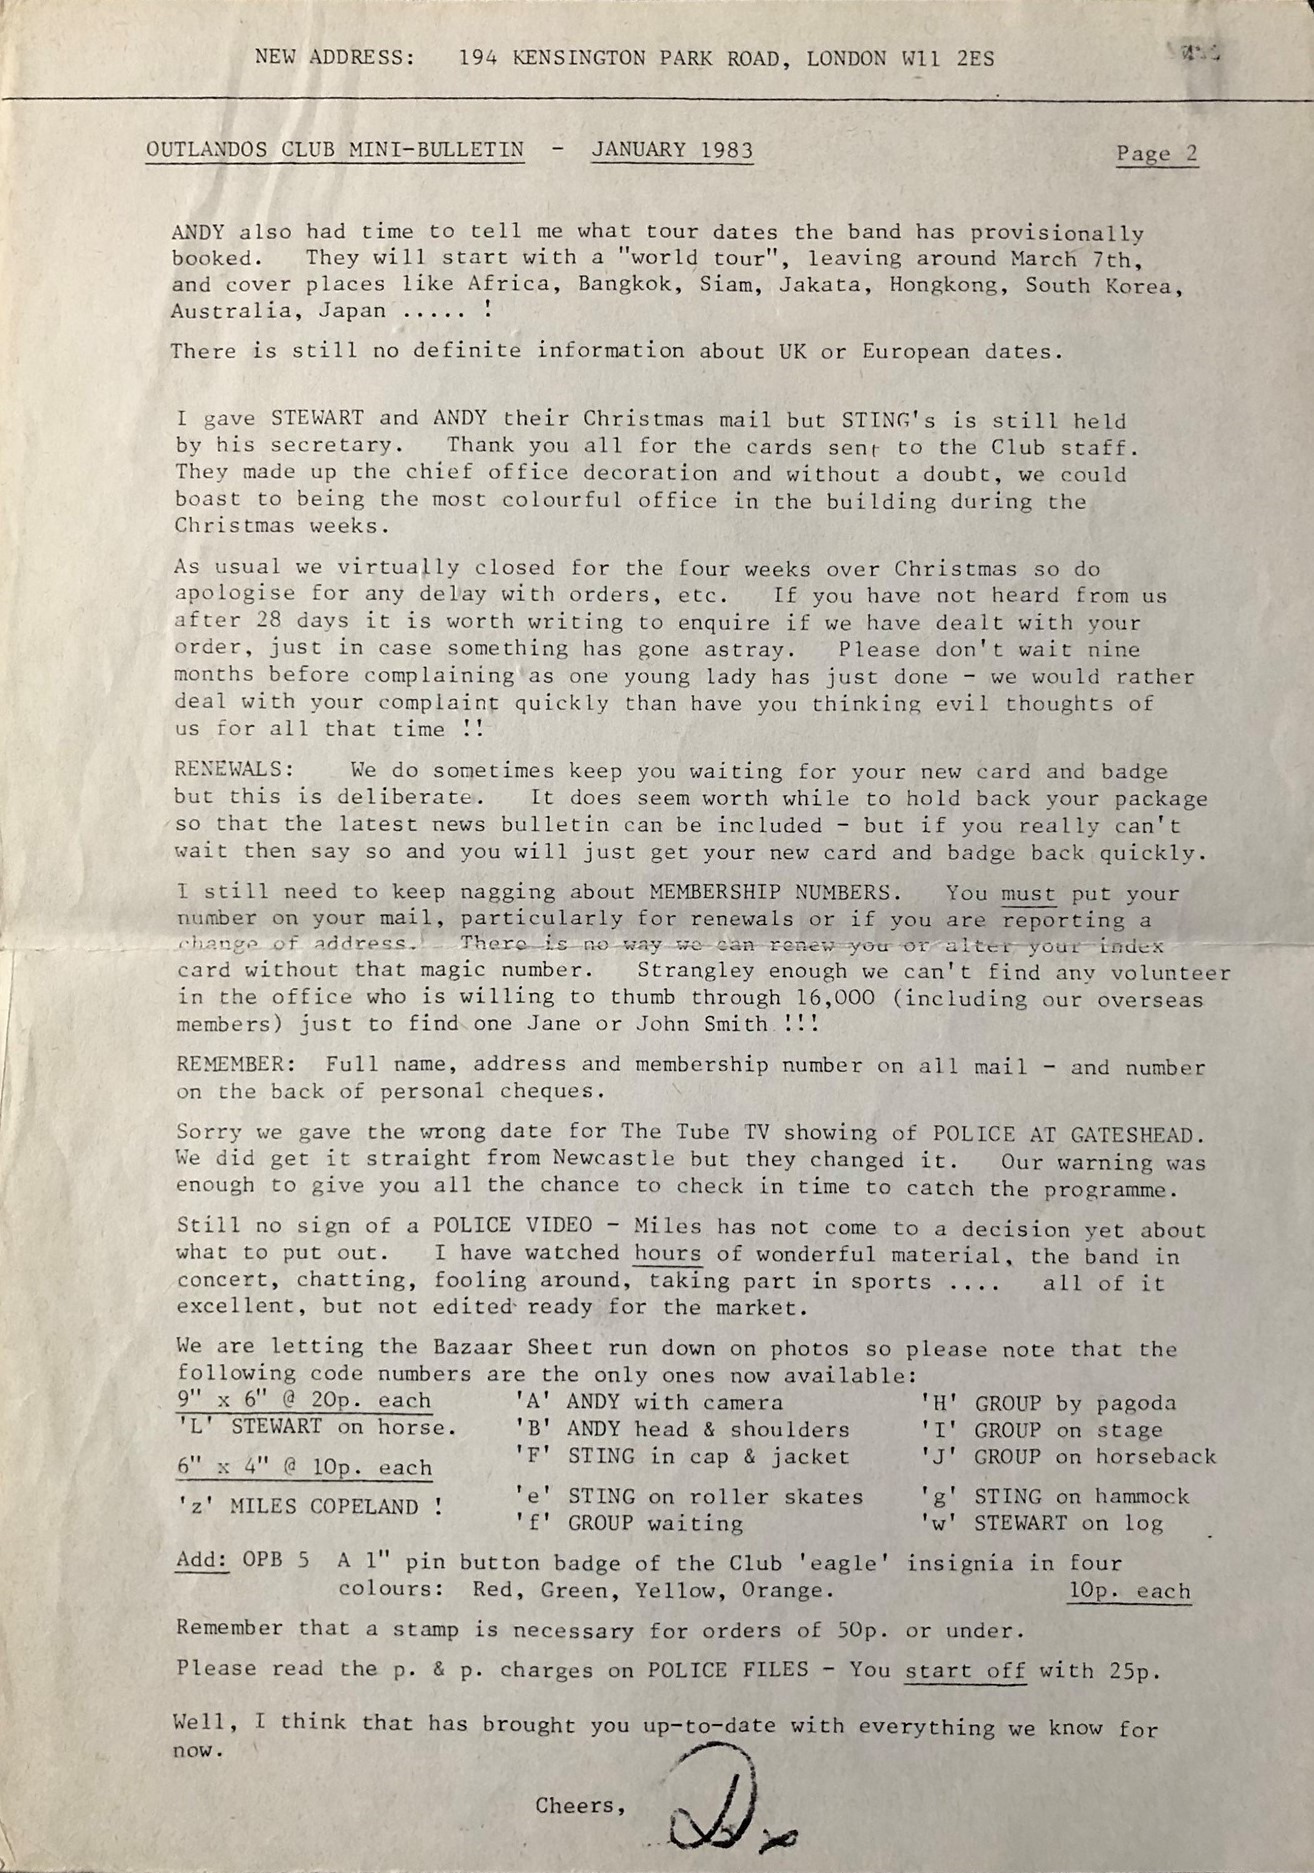 NEW ADDRESS: 194 KENSINGTON PARK ROAD, LONDON W11 2ES
OUTLANDOS CLUB MINI-BULLETIN - JANUARY 1983 Page 2
ANDY also had time to tell me what tour dates the band has provisionally
booked. They will start with a "world tour", leaving around March 7th,
and cover places like Africa, Bangkok, Siam, Jakata, Hongkong, South Korea,
Australia, Japan ..... !
There is still no definite information about UK or European dates.
I gave STEWART and ANDY their Christmas mail but STING's is still held
by his secretary. Thank you all for the cards sent to the Club staff.
They made up the chief office decoration and without a doubt, we could
boast to being the most colourful office in the building during the
Christmas weeks.
As usual we virtually closed for the four weeks over Christmas so do
apologise for any delay with orders, etc. If you have not heard from us
after 28 days it is worth writing to enquire if we have dealt with your
order, just in case something has gone astray. Please don't wait nine
months before complaining as one young lady has just done - we would rather
deal with your complaint quickly than have you thinking evil thoughts of
us for all that time !!
RENEWALS: We do sometimes keep you waiting for your new card and badge
but this is deliberate. It does seem worth while to hold back your package
so that the latest news bulletin can be included - but if you really can't
wait then say so and you will just get your new card and badge back quickly.
I still need to keep nagging about MEMBERSHIP NUMBERS. You must put your
number on your mail, particularly for renewals or if you are reporting a
change of address. There is no way we can renew you or alter your index
card without that magic number. Strangley enough we can't find any volunteer
in the office who is willing to thumb through 16,000 (including our overseas
members) just to find one Jane or John Smith !!!
REMEMBER: Full name, address and membership number on all mail - and number
on the back of personal cheques.
Sorry we gave the wrong date for The Tube TV showing of POLICE AT GATESHEAD.
We did get it straight from Newcastle but they changed it. Our warning was
enough to give you all the chance to check in time to catch the programme.
Still no sign of a POLICE VIDEO - Miles has not come to a decision yet about
what to put out. I have watched hours of wonderful material, the band in
concert, chatting, fooling around, taking part in sports .... all of it
excellent, but not edited ready for the market.
We are letting the Bazaar Sheet run down on photos so please note that the
following code numbers are the only ones now available:
9" x 6" @ 20p. each 'A' ANDY with camera 'H' GROUP by pagoda
'L' STEWART on horse. 'B' ANDY head & shoulders 'I' GROUP on stage
'F' STING in cap & jacket 'J' GROUP on horseback
6" x 4" @ 10p. each
'e' STING on roller skates 'g' STING on hammock
'z' MILES COPELAND !
'f' GROUP waiting 'w' STEWART on log
Add: OPB 5 A 1" pin button badge of the Club 'eagle' insignia in four
colours: Red, Green, Yellow, Orange. 10p. each
Remember that a stamp is necessary for orders of 50p. or under.
Please read the p. & p. charges on POLICE FILES - You start off with 25p.
Well, I think that has brought you up-to-date with everything we know for
now.
Cheers,